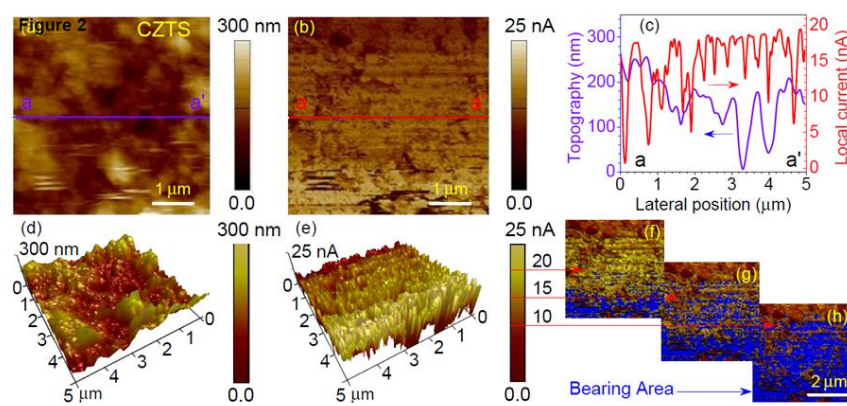 Figure 2
(a)
CZTS
a
a'
1 μm
300 nm
0.0
(b)
a
a'
1 μm
25 nA
0.0
(c)
Topography (nm)
300
200
100
0
Local current (nA)
20
15
10
5
0
a
a'
0 1 2 3 4 5
Lateral position (μm)
(d)
300 nm
0
1
2
3
4
5
μm
4
3
2
1
0
300 nm
0.0
(e)
25 nA
0
1
2
3
4
5
μm
4
3
2
1
0
25 nA
20
15
10
0.0
(f)
(g)
(h)
2 μm
Bearing Area